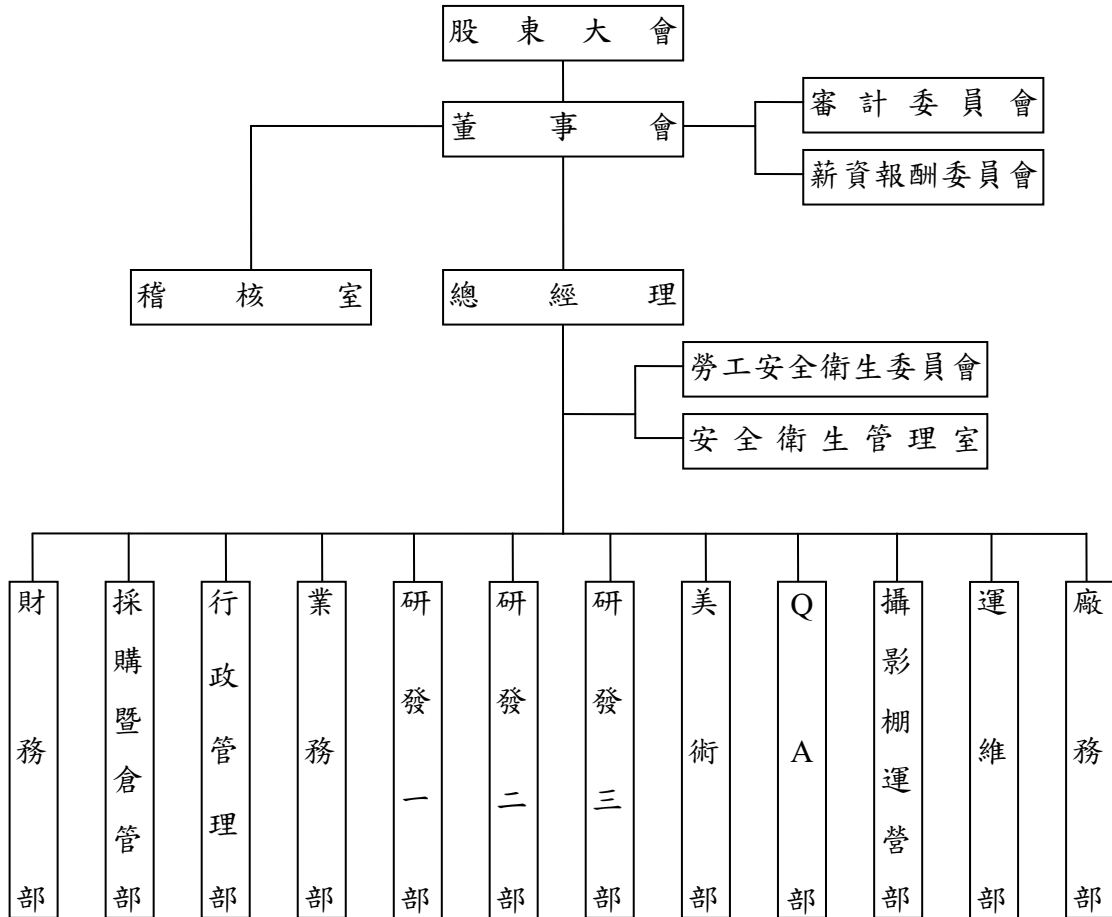 股東大會
董事會
審計委員會
薪資報酬委員會
稽核室
總經理
勞工安全衛生委員會
安全衛生管理室
財務部
採購暨倉管部
行政管理部
業務部
研發一部
研發二部
研發三部
美術部
QA部
攝影棚運營部
運維部
廠務部